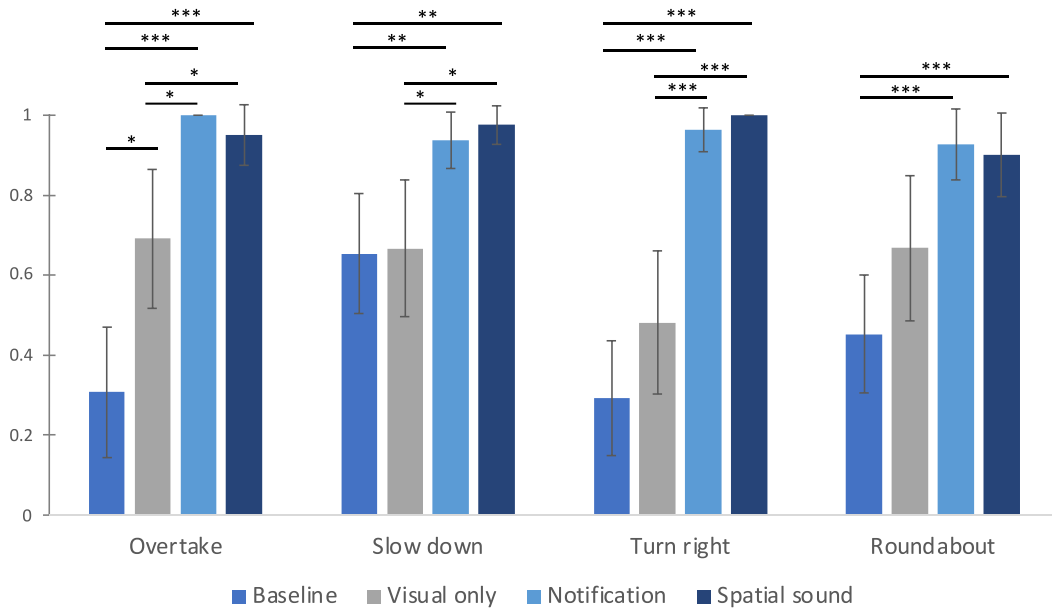 *** ** ***
*** ** ***
* * *** ***
* * *** ***
*
1
0.8
0.6
0.4
0.2
0
Overtake Slow down Turn right Roundabout
Baseline Visual only Notification Spatial sound